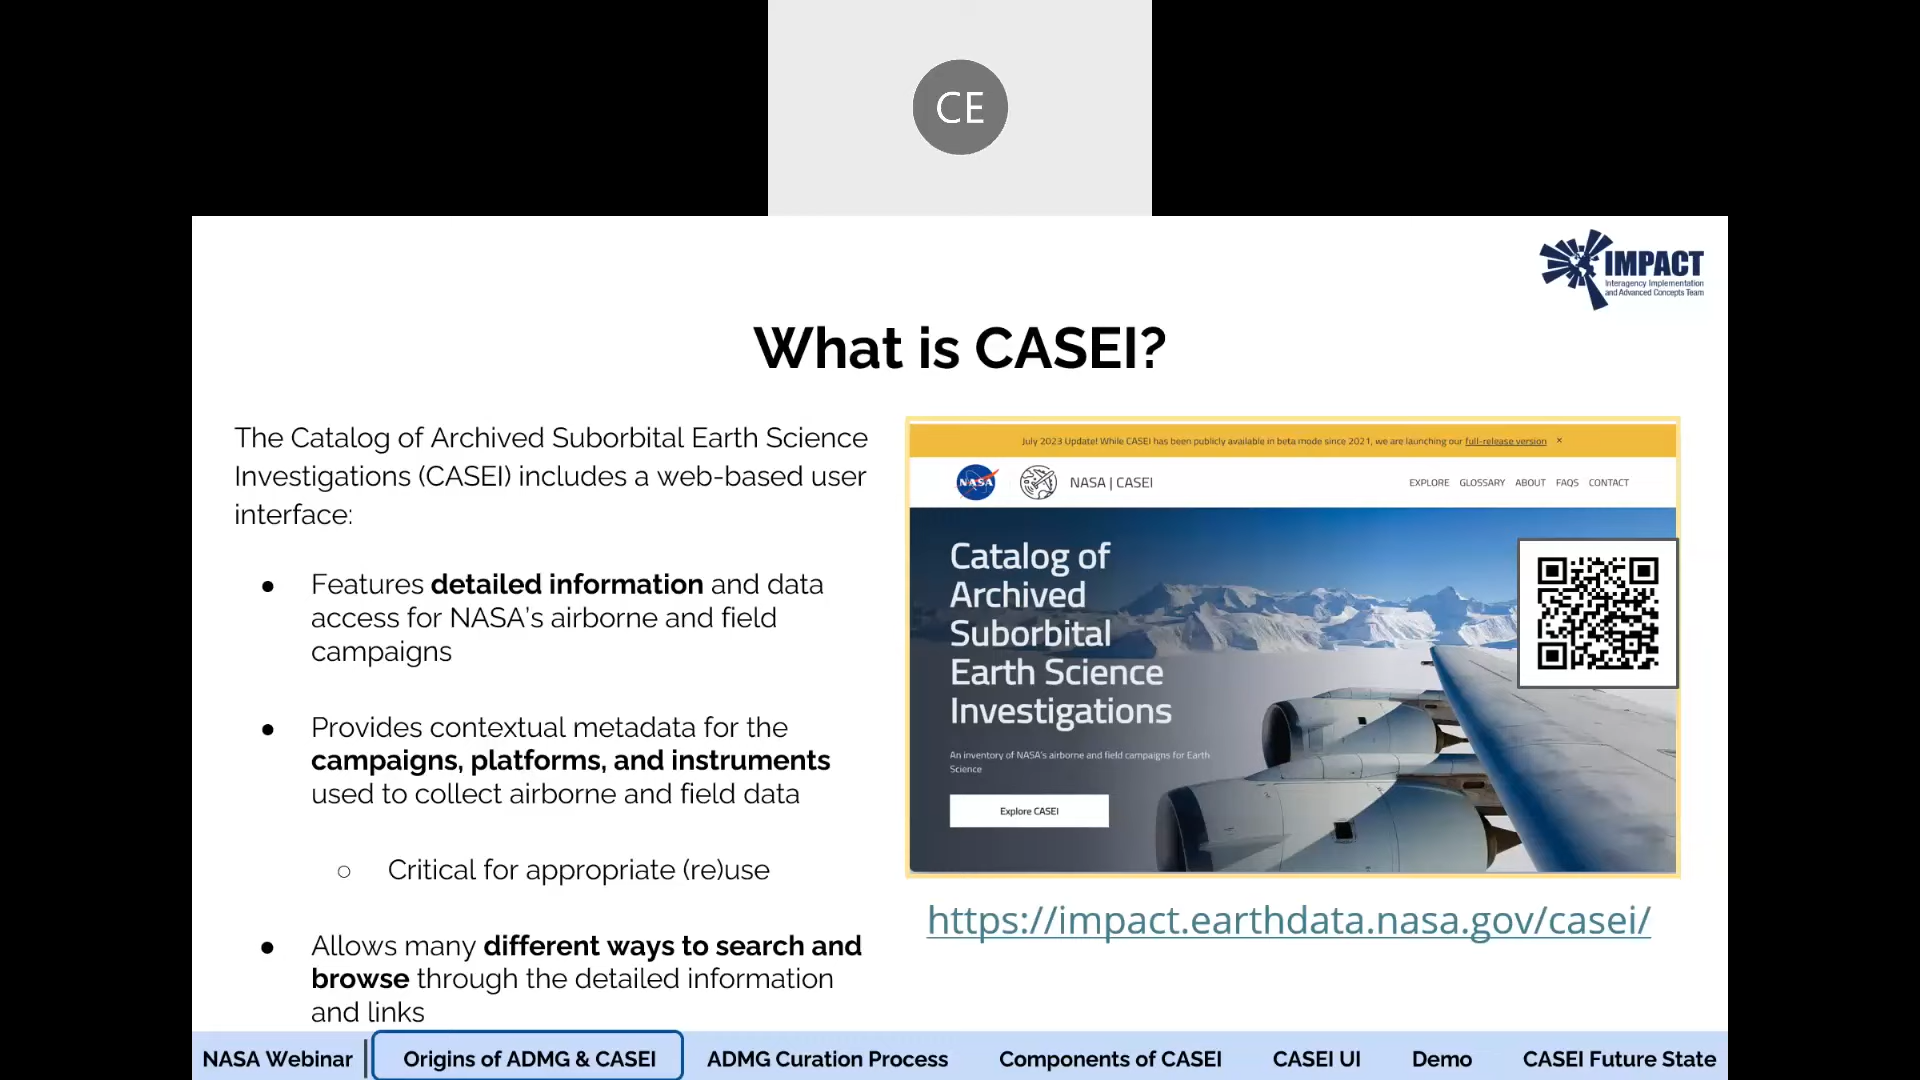 CE
IMPACT
Interagency Implementation
and Advanced Concepts Team
What is CASEI?
The Catalog of Archived Suborbital Earth Science
Investigations (CASEI) includes a web-based user
interface:
● Features detailed information and data
access for NASA's airborne and field
campaigns
● Provides contextual metadata for the
campaigns, platforms, and instruments
used to collect airborne and field data
○ Critical for appropriate (re)use
● Allows many different ways to search and
browse through the detailed information
and links
July 2023 Update! While CASEI has been publicly available in beta mode since 2021, we are launching our full-release version ×
NASA
NASA | CASEI
EXPLORE GLOSSARY ABOUT FAQS CONTACT
Catalog of
Archived
Suborbital
Earth Science
Investigations
An inventory of NASA's airborne and field campaigns for Earth
Science
Explore CASEI
https://impact.earthdata.nasa.gov/casei/
NASA Webinar | Origins of ADMG & CASEI ADMG Curation Process Components of CASEI CASEI UI Demo CASEI Future State